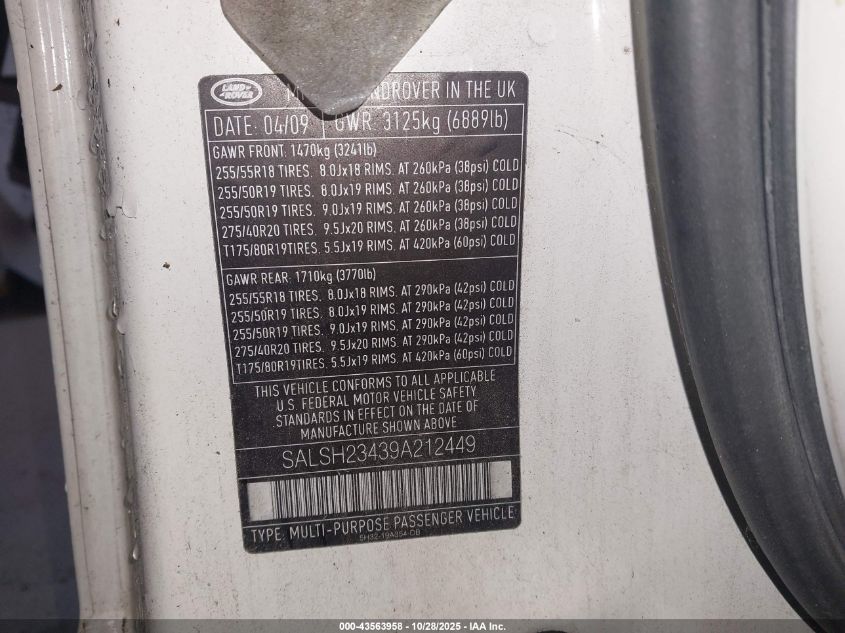 LAND ROVER
LANDROVER IN THE UK
DATE: 04/09 GWR: 3125kg (6889lb)
GAWR FRONT: 1470kg (3241lb)
255/55R18 TIRES. 8.0Jx18 RIMS. AT 260kPa (38psi) COLD
255/50R19 TIRES. 8.0Jx19 RIMS. AT 260kPa (38psi) COLD
255/50R19 TIRES. 9.0Jx19 RIMS. AT 260kPa (38psi) COLD
275/40R20 TIRES. 9.5Jx20 RIMS. AT 260kPa (38psi) COLD
T175/80R19TIRES. 5.5Jx19 RIMS. AT 420kPa (60psi) COLD
GAWR REAR: 1710kg (3770lb)
255/55R18 TIRES. 8.0Jx18 RIMS. AT 290kPa (42psi) COLD
255/50R19 TIRES. 8.0Jx19 RIMS. AT 290kPa (42psi) COLD
255/50R19 TIRES. 9.0Jx19 RIMS. AT 290kPa (42psi) COLD
275/40R20 TIRES. 9.5Jx20 RIMS. AT 290kPa (42psi) COLD
T175/80R19TIRES. 5.5Jx19 RIMS. AT 420kPa (60psi) COLD
THIS VEHICLE CONFORMS TO ALL APPLICABLE
U.S. FEDERAL MOTOR VEHICLE SAFETY
STANDARDS IN EFFECT ON THE DATE OF
MANUFACTURE SHOWN ABOVE
SALSH23439A212449
TYPE. MULTI-PURPOSE PASSENGER VEHICLE
000-43563958 - 10/28/2025 - IAA Inc.